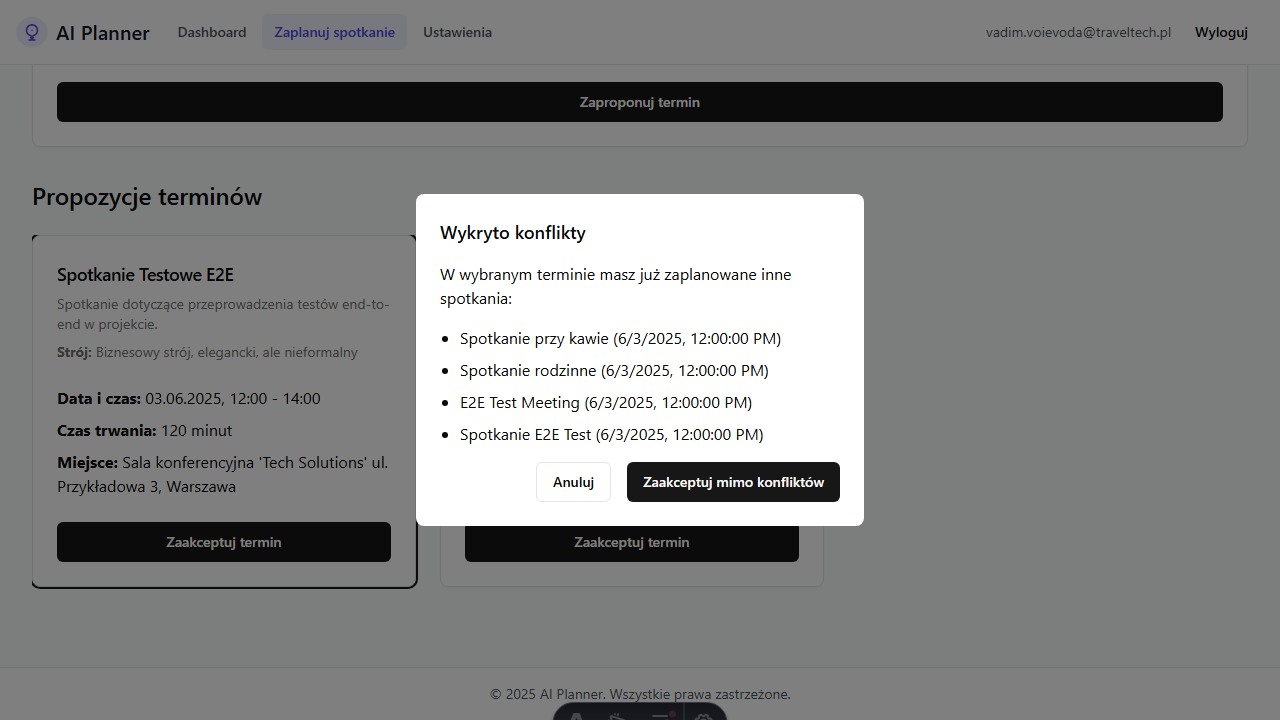 AI Planner
Dashboard
Zaplanuj spotkanie
Ustawienia
vadim.voievoda@traveltech.pl
Wyloguj
Zaproponuj termin
Propozycje terminów
Spotkanie Testowe E2E
Spotkanie dotyczące przeprowadzenia testów end-to-
end w projekcie.
Strój: Biznesowy strój, elegancki, ale nieformalny
Data i czas: 03.06.2025, 12:00 - 14:00
Czas trwania: 120 minut
Miejsce: Sala konferencyjna 'Tech Solutions' ul.
Przykładowa 3, Warszawa
Zaakceptuj termin
Wykryto konflikty
W wybranym terminie masz już zaplanowane inne
spotkania:
Spotkanie przy kawie (6/3/2025, 12:00:00 PM)
Spotkanie rodzinne (6/3/2025, 12:00:00 PM)
E2E Test Meeting (6/3/2025, 12:00:00 PM)
Spotkanie E2E Test (6/3/2025, 12:00:00 PM)
Anuluj
Zaakceptuj mimo konfliktów
Zaakceptuj termin
© 2025 AI Planner. Wszystkie prawa zastrzeżone.